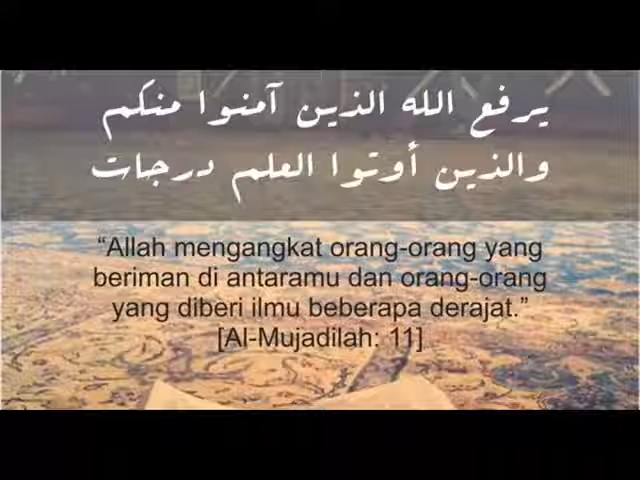 يرفع الله الذين آمنوا منكم
والذين أوتوا العلم درجات
“Allah mengangkat orang-orang yang
beriman di antaramu dan orang-orang
yang diberi ilmu beberapa derajat.”
[Al-Mujadilah: 11]